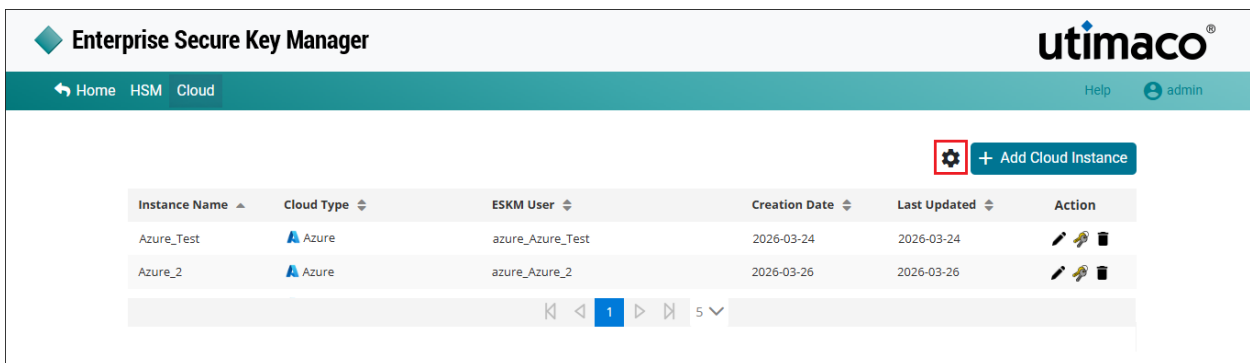 Enterprise Secure Key Manager
utimaco®
Home HSM Cloud Help admin
+ Add Cloud Instance
Instance Name Cloud Type ESKM User Creation Date Last Updated Action
Azure_Test Azure azure_Azure_Test 2026-03-24 2026-03-24
Azure_2 Azure azure_Azure_2 2026-03-26 2026-03-26
1 5